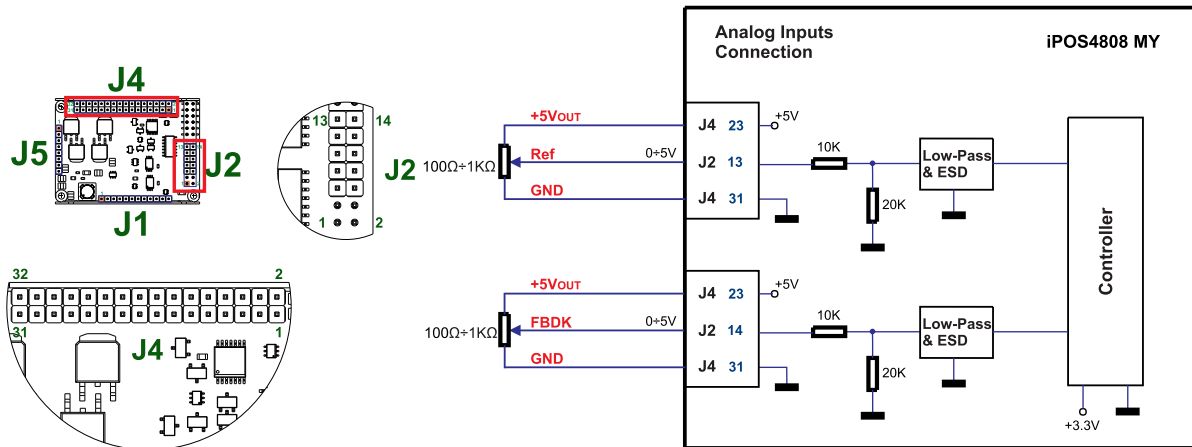 J4
J5
J2
J1
13
14
J2
1
2
32
2
31
1
J4
Analog Inputs
Connection
iPOS4808 MY
+5VOUT
J4 23
+5V
100Ω÷1KΩ
Ref
0÷5V
J2 13
10K
Low-Pass
& ESD
GND
J4 31
20K
Controller
+5VOUT
J4 23
+5V
100Ω÷1KΩ
FBDK
0÷5V
J2 14
10K
Low-Pass
& ESD
GND
J4 31
20K
+3.3V